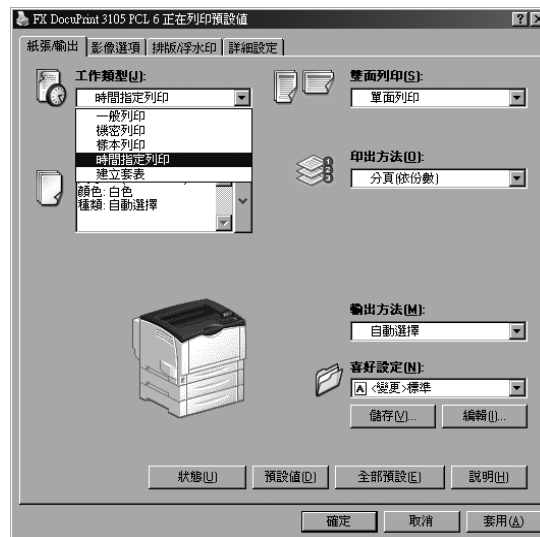 FX DocuPrint 3105 PCL 6 正在列印預設值
紙張/輸出 影像選項 排版/浮水印 詳細設定
工作類型(J):
時間指定列印
一般列印
機密列印
樣本列印
時間指定列印
建立套表
顏色: 白色
種類: 自動選擇
雙面列印(S):
單面列印
印出方法(O):
分頁(依份數)
1
2
3
輸出方法(M):
自動選擇
喜好設定(N):
A <變更>標準
儲存(V)... 編輯(I)...
狀態(U) 預設值(D) 全部預設(E) 說明(H)
確定 取消 套用(A)